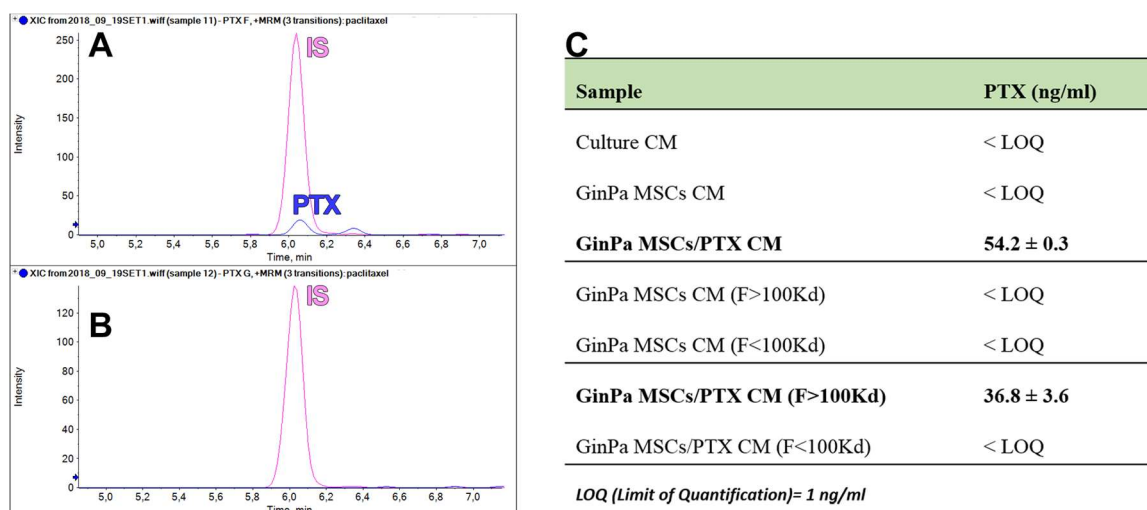 XIC from 2018_09_19SET1.wiff (sample 11) - PTX F, +MRM (3 transitions): paclitaxel
A
IS
PTX
Intensity
250
200
150
100
50
0
5,0 5,2 5,4 5,6 5,8 6,0 6,2 6,4 6,6 6,8 7,0
Time, min
XIC from 2018_09_19SET1.wiff (sample 12) - PTX G, +MRM (3 transitions): paclitaxel
B
IS
Intensity
120
100
80
60
40
20
0
5,0 5,2 5,4 5,6 5,8 6,0 6,2 6,4 6,6 6,8 7,0
Time, min
C
Sample PTX (ng/ml)
Culture CM < LOQ
GinPa MSCs CM < LOQ
GinPa MSCs/PTX CM 54.2 ± 0.3
GinPa MSCs CM (F>100Kd) < LOQ
GinPa MSCs CM (F<100Kd) < LOQ
GinPa MSCs/PTX CM (F>100Kd) 36.8 ± 3.6
GinPa MSCs/PTX CM (F<100Kd) < LOQ
LOQ (Limit of Quantification)= 1 ng/ml